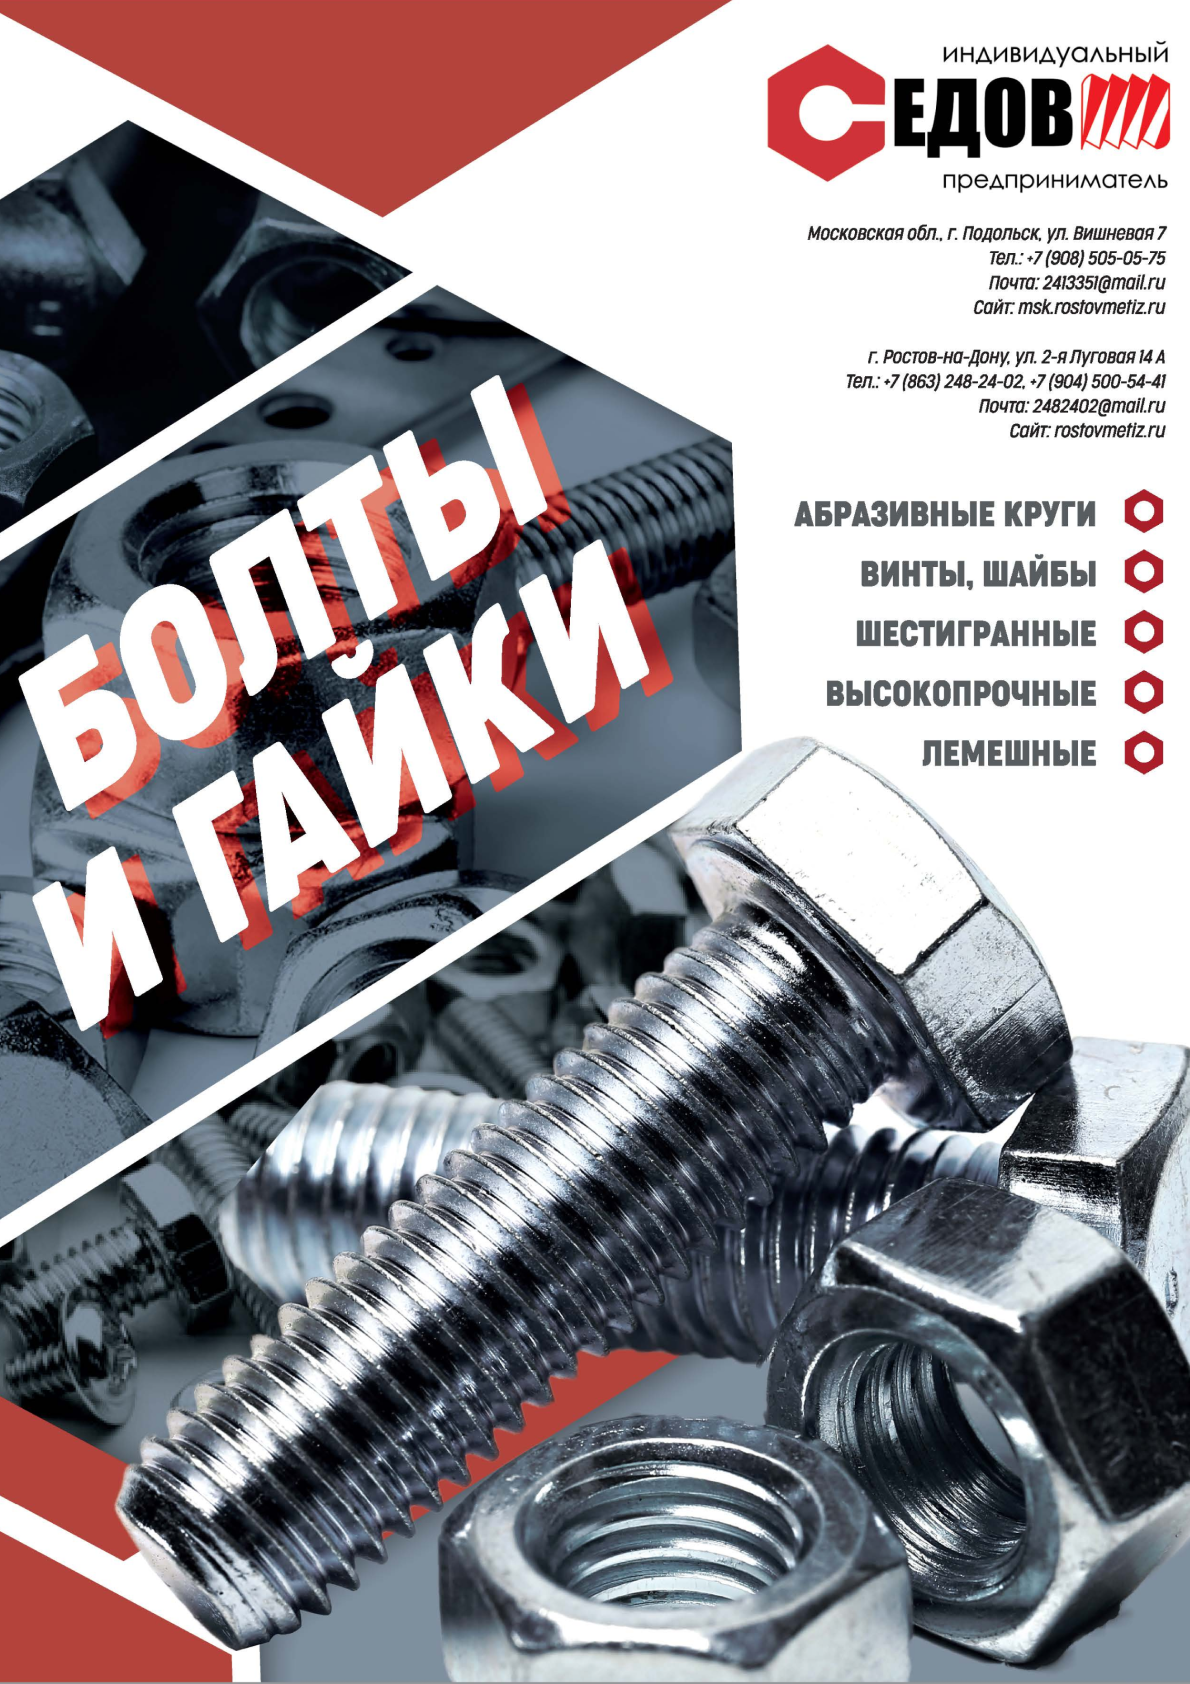 индивидуальный
СЕДОВ
предприниматель
Московская обл., г. Подольск, ул. Вишневая 7
Тел.: +7 (908) 505-05-75
Почта: 2413351@mail.ru
Сайт: msk.rostovmetiz.ru
г. Ростов-на-Дону, ул. 2-я Луговая 14 А
Тел.: +7 (863) 248-24-02, +7 (904) 500-54-41
Почта: 2482402@mail.ru
Сайт: rostovmetiz.ru
АБРАЗИВНЫЕ КРУГИ
ВИНТЫ, ШАЙБЫ
ШЕСТИГРАННЫЕ
ВЫСОКОПРОЧНЫЕ
ЛЕМЕШНЫЕ
БОЛТЫ
И ГАЙКИ